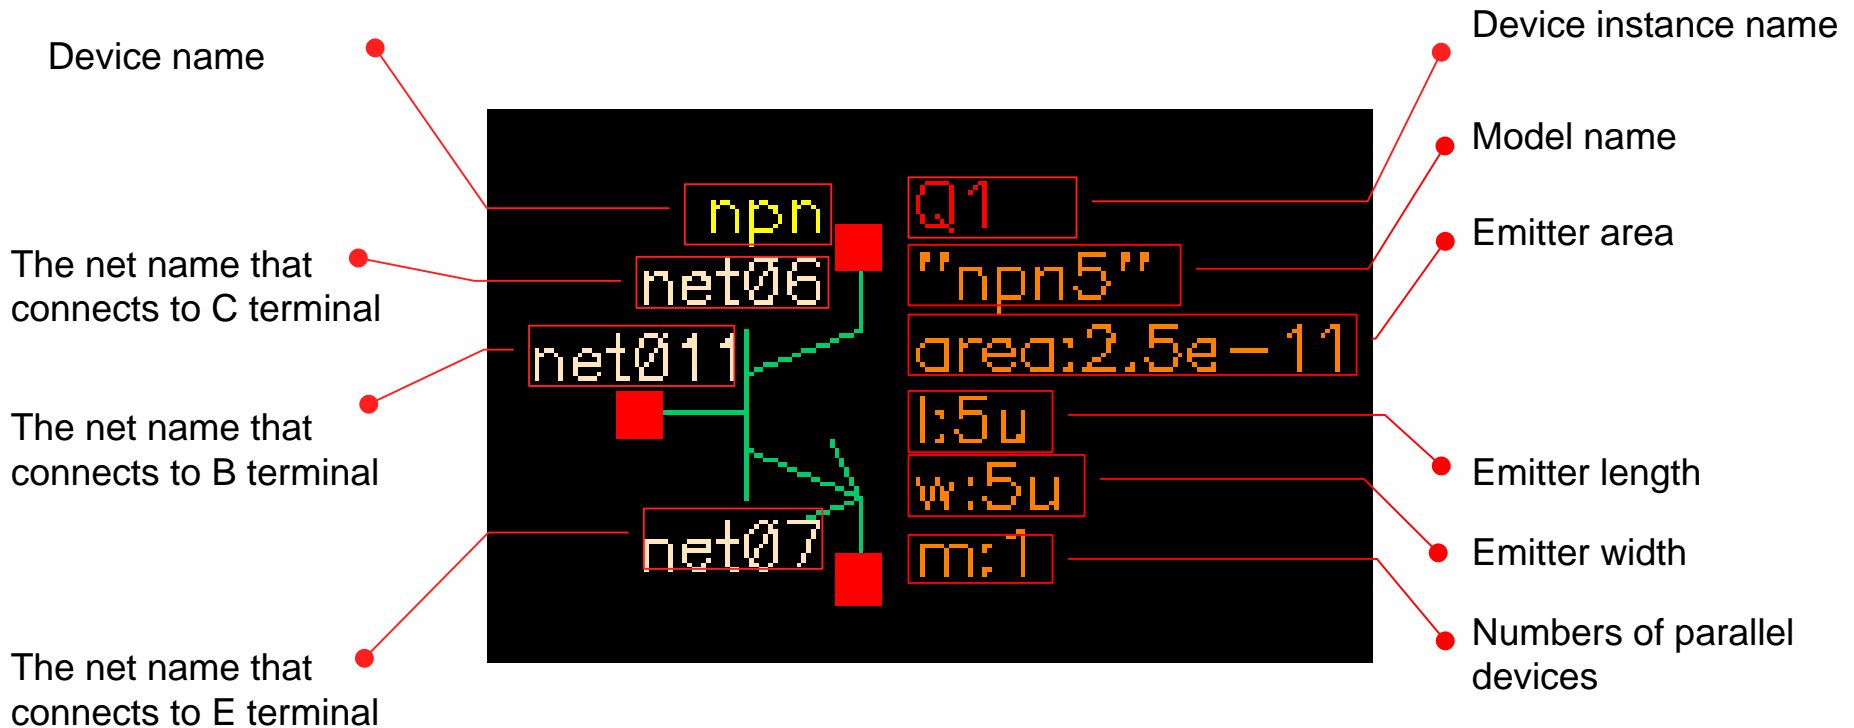 Device name
The net name that
connects to C terminal
The net name that
connects to B terminal
The net name that
connects to E terminal
npn
net06
net011
net07
Q1
"npn5"
area:2.5e-11
l:5u
w:5u
m:1
Device instance name
Model name
Emitter area
Emitter length
Emitter width
Numbers of parallel
devices